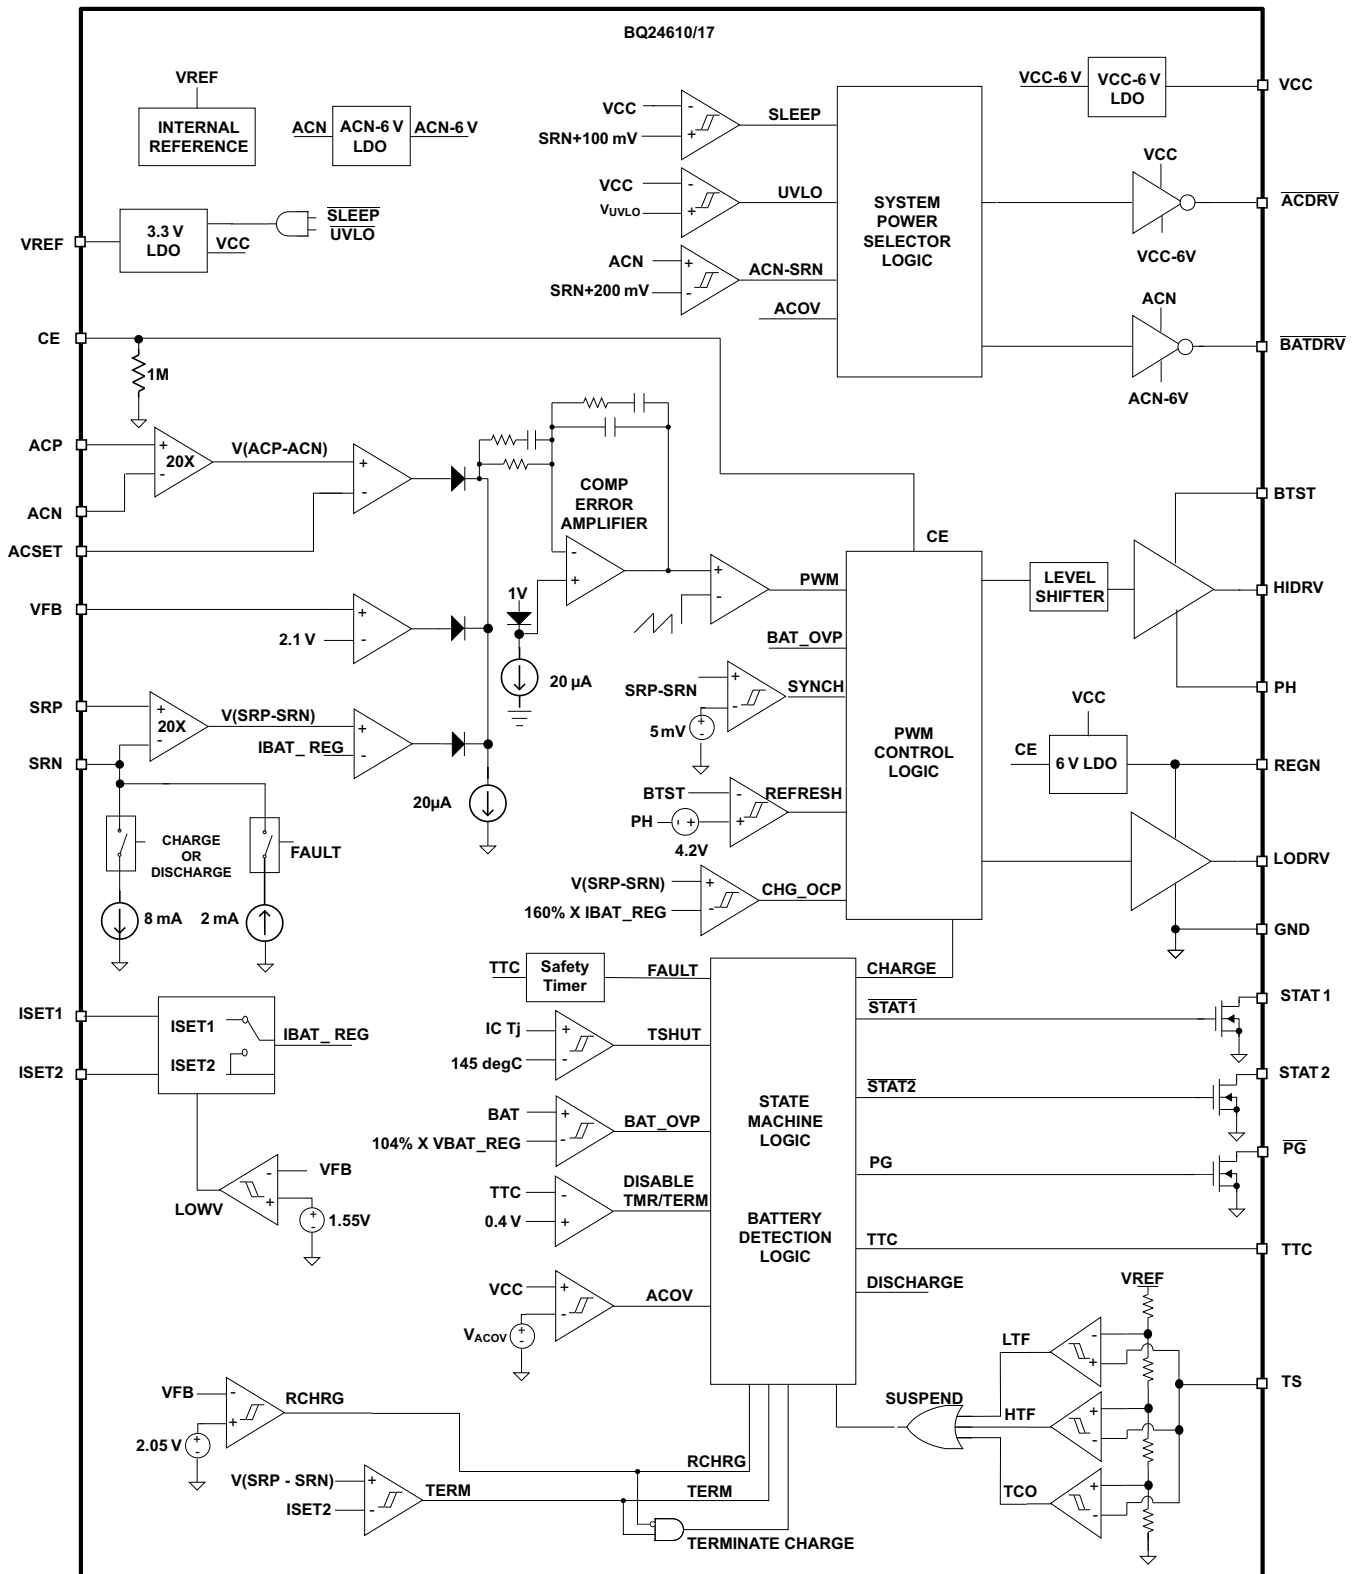 BQ24610/17
VREF
INTERNAL
REFERENCE
ACN
ACN-6 V
LDO
ACN-6 V
VCC
SRN+100 mV
SLEEP
VCC
VUVLO
UVLO
ACN
SRN+200 mV
ACN-SRN
ACOV
SYSTEM
POWER
SELECTOR
LOGIC
VCC-6 V
VCC-6 V
LDO
VCC
VCC
VCC-6V
ACDRV
ACN
ACN-6V
BATDRV
VREF
3.3 V
LDO
VCC
SLEEP
UVLO
CE
1M
ACP
ACN
20X
V(ACP-ACN)
ACSET
VFB
2.1 V
SRP
SRN
20X
V(SRP-SRN)
IBAT_ REG
20µA
COMP
ERROR
AMPLIFIER
1V
20 µA
CHARGE
OR
DISCHARGE
FAULT
8 mA
2 mA
CE
PWM
BAT_OVP
SRP-SRN
5 mV
SYNCH
BTST
PH
4.2V
REFRESH
V(SRP-SRN)
160% X IBAT_REG
CHG_OCP
PWM
CONTROL
LOGIC
LEVEL
SHIFTER
BTST
HIDRV
PH
VCC
CE
6 V LDO
REGN
LODRV
GND
ISET1
ISET2
ISET1
ISET2
IBAT_ REG
LOWV
VFB
1.55V
TTC
Safety
Timer
FAULT
IC Tj
145 degC
TSHUT
BAT
104% X VBAT_REG
BAT_OVP
TTC
0.4 V
DISABLE
TMR/TERM
VCC
VACOV
ACOV
STATE
MACHINE
LOGIC
BATTERY
DETECTION
LOGIC
CHARGE
STAT1
STAT 1
STAT2
STAT 2
PG
PG
TTC
TTC
DISCHARGE
VREF
LTF
HTF
TCO
SUSPEND
TS
VFB
2.05 V
RCHRG
RCHRG
V(SRP - SRN)
ISET2
TERM
TERM
TERMINATE CHARGE